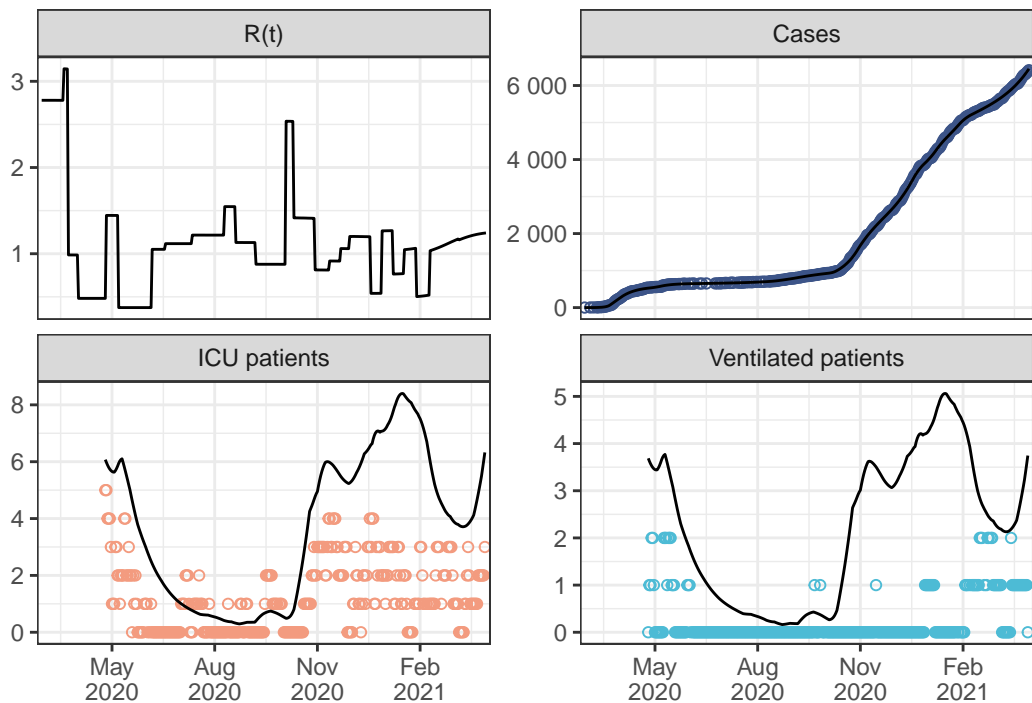 R(t)
3
2
1
Cases
6 000
4 000
2 000
0
ICU patients
8
6
4
2
0
May
2020
Aug
2020
Nov
2020
Feb
2021
Ventilated patients
5
4
3
2
1
0
May
2020
Aug
2020
Nov
2020
Feb
2021